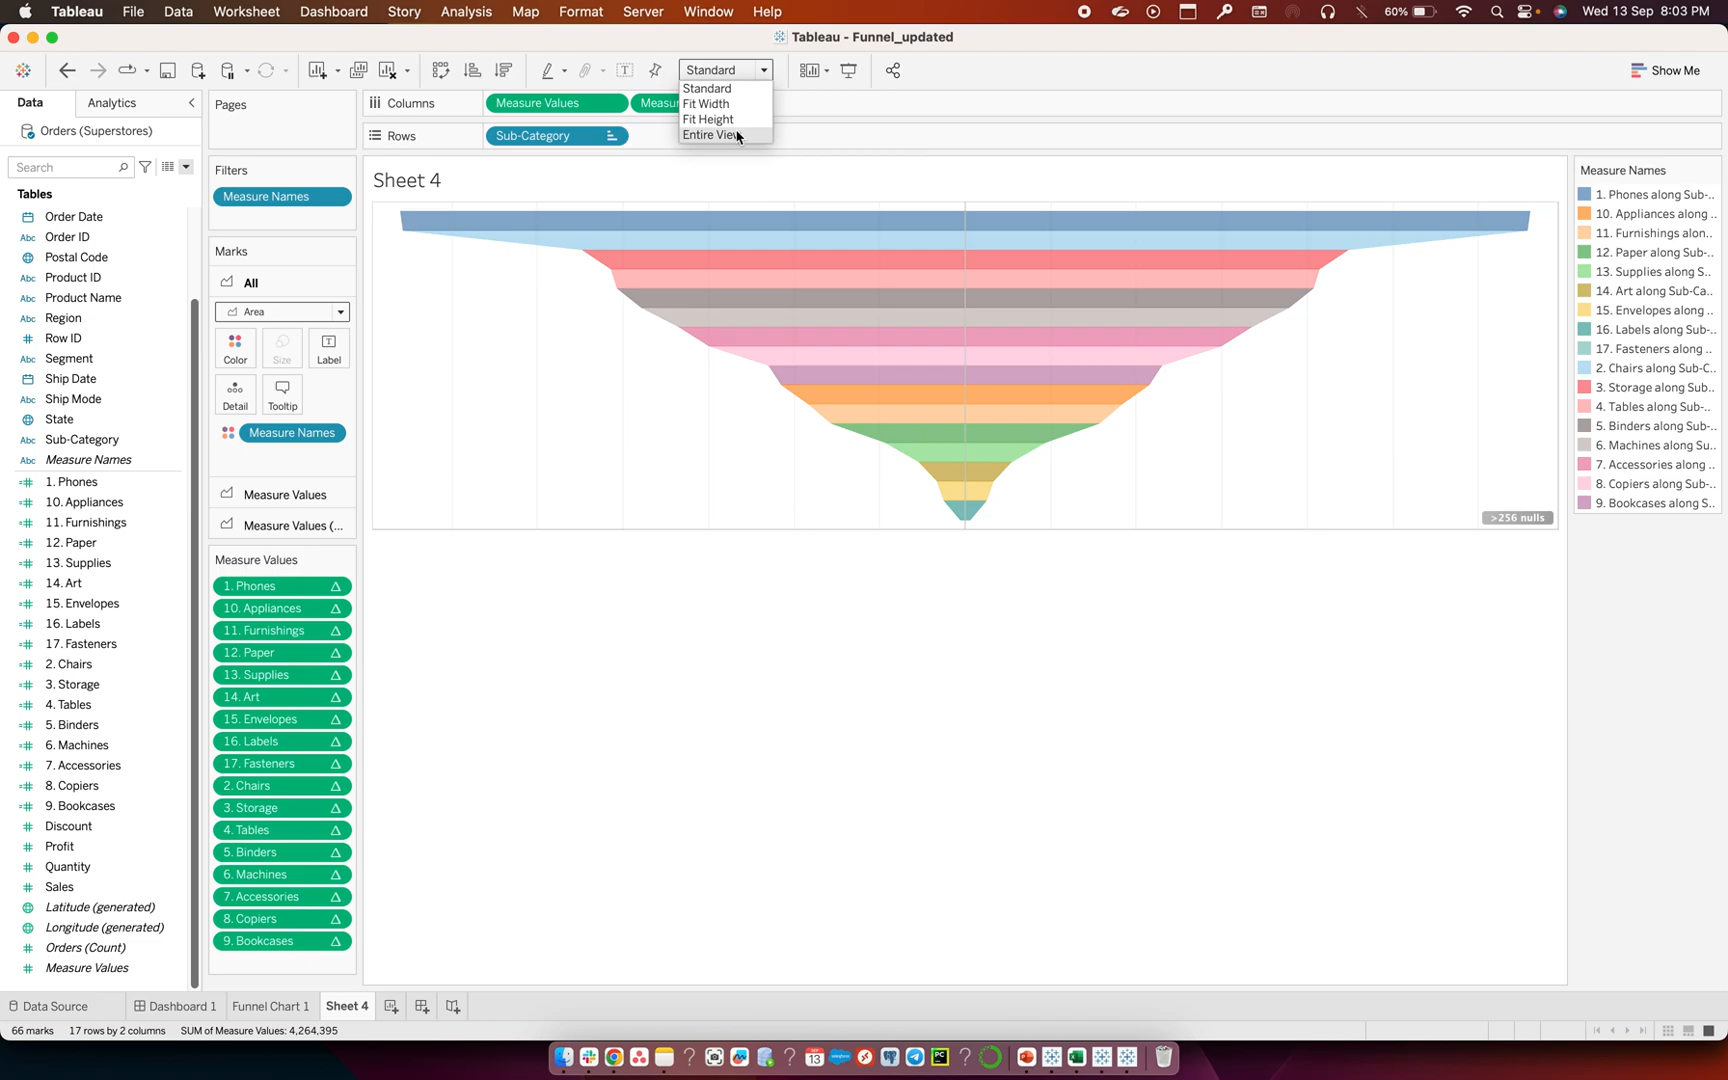 Tableau File Data Worksheet Dashboard Story Analysis Map Format Server Window Help 60% Wed 13 Sep 8:03 PM
Tableau - Funnel_updated
Standard
Show Me
Standard
Fit Width
Fit Height
Entire View
Data Analytics
Orders (Superstores)
Search
Tables
Order Date
Abc Order ID
Postal Code
Abc Product ID
Abc Product Name
Abc Region
Row ID
Abc Segment
Ship Date
Abc Ship Mode
State
Abc Sub-Category
Abc Measure Names
1. Phones
10. Appliances
11. Furnishings
12. Paper
13. Supplies
14. Art
15. Envelopes
16. Labels
17. Fasteners
2. Chairs
3. Storage
4. Tables
5. Binders
6. Machines
7. Accessories
8. Copiers
9. Bookcases
Discount
Profit
Quantity
Sales
Latitude (generated)
Longitude (generated)
Orders (Count)
Measure Values
Pages
Filters
Measure Names
Marks
All
Area
Color Size Label
Detail Tooltip
Measure Names
Measure Values
Measure Values (...
Measure Values
1. Phones
10. Appliances
11. Furnishings
12. Paper
13. Supplies
14. Art
15. Envelopes
16. Labels
17. Fasteners
2. Chairs
3. Storage
4. Tables
5. Binders
6. Machines
7. Accessories
8. Copiers
9. Bookcases
Columns Measure Values Measu
Rows Sub-Category
Sheet 4
>256 nulls
Measure Names
1. Phones along Sub-..
10. Appliances along ..
11. Furnishings alon..
12. Paper along Sub-..
13. Supplies along S..
14. Art along Sub-Ca..
15. Envelopes along ..
16. Labels along Sub-..
17. Fasteners along ..
2. Chairs along Sub-C..
3. Storage along Sub..
4. Tables along Sub-..
5. Binders along Sub-..
6. Machines along Su..
7. Accessories along ..
8. Copiers along Sub-..
9. Bookcases along S..
Data Source Dashboard 1 Funnel Chart 1 Sheet 4
66 marks 17 rows by 2 columns SUM of Measure Values: 4,264,395